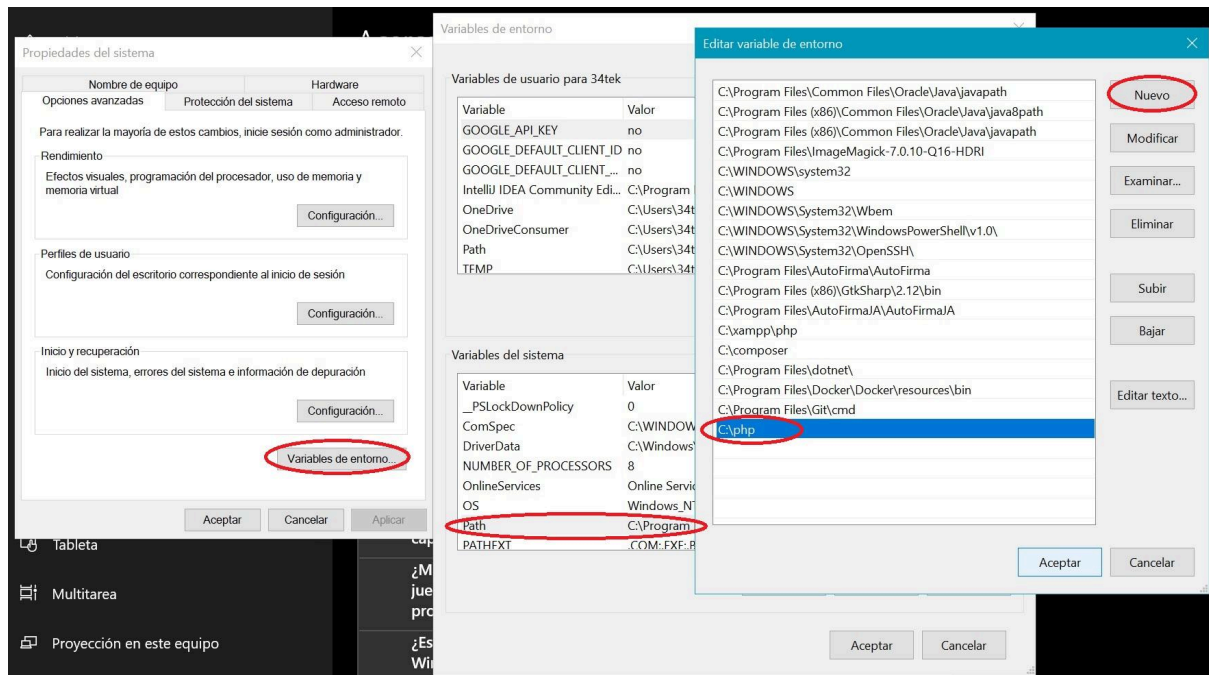 Propiedades del sistema
Nombre de equipo
Hardware
Opciones avanzadas
Protección del sistema
Acceso remoto
Para realizar la mayoría de estos cambios, inicie sesión como administrador.
Rendimiento
Efectos visuales, programación del procesador, uso de memoria y
memoria virtual
Configuración...
Perfiles de usuario
Configuración del escritorio correspondiente al inicio de sesión
Configuración...
Inicio y recuperación
Inicio del sistema, errores del sistema e información de depuración
Configuración...
Variables de entorno...
Aceptar
Cancelar
Aplicar
Tableta
Multitarea
Proyección en este equipo
¿M
jue
pro
¿Es
Wi
Variables de entorno
Variables de usuario para 34tek
Variable Valor
GOOGLE_API_KEY no
GOOGLE_DEFAULT_CLIENT_ID no
GOOGLE_DEFAULT_CLIENT_... no
IntelliJ IDEA Community Edi... C:\Program
OneDrive C:\Users\34t
OneDriveConsumer C:\Users\34t
Path C:\Users\34t
TEMP C:\Users\34t
Variables del sistema
Variable Valor
__PSLockDownPolicy 0
ComSpec C:\WINDOW
DriverData C:\Windows\
NUMBER_OF_PROCESSORS 8
OnlineServices Online Servic
OS Windows_NT
Path C:\Program
PATHEXT .COM;.EXE;.B
Aceptar
Cancelar
Editar variable de entorno
C:\Program Files\Common Files\Oracle\Java\javapath
C:\Program Files (x86)\Common Files\Oracle\Java\java8path
C:\Program Files (x86)\Common Files\Oracle\Java\javapath
C:\Program Files\ImageMagick-7.0.10-Q16-HDRI
C:\WINDOWS\system32
C:\WINDOWS
C:\WINDOWS\System32\Wbem
C:\WINDOWS\System32\WindowsPowerShell\v1.0\
C:\WINDOWS\System32\OpenSSH\
C:\Program Files\AutoFirma\AutoFirma
C:\Program Files (x86)\GtkSharp\2.12\bin
C:\Program Files\AutoFirmaJA\AutoFirmaJA
C:\xampp\php
C:\composer
C:\Program Files\dotnet\
C:\Program Files\Docker\Docker\resources\bin
C:\Program Files\Git\cmd
C:\php
Nuevo
Modificar
Examinar...
Eliminar
Subir
Bajar
Editar texto...
Aceptar
Cancelar